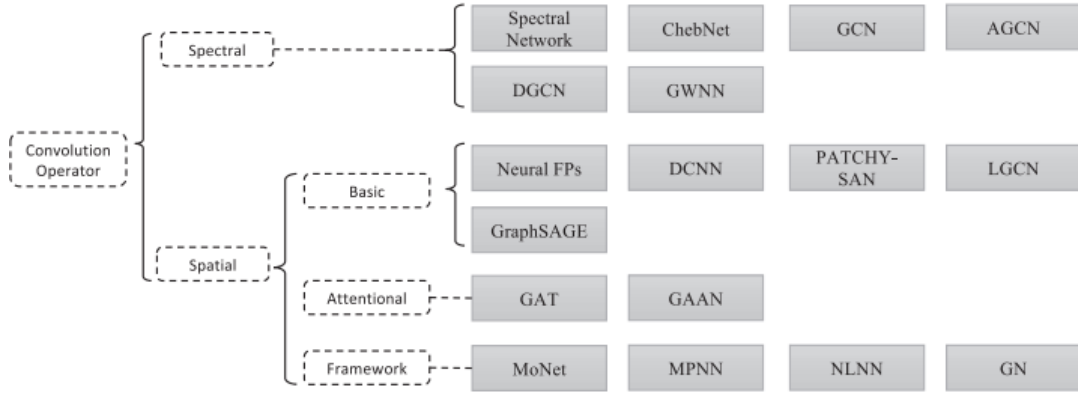 Spectral
Network
ChebNet
GCN
AGCN
Spectral
DGCN
GWNN
Convolution
Operator
Neural FPs
DCNN
PATCHY-
SAN
LGCN
Basic
GraphSAGE
Spatial
Attentional
GAT
GAAN
Framework
MoNet
MPNN
NLNN
GN